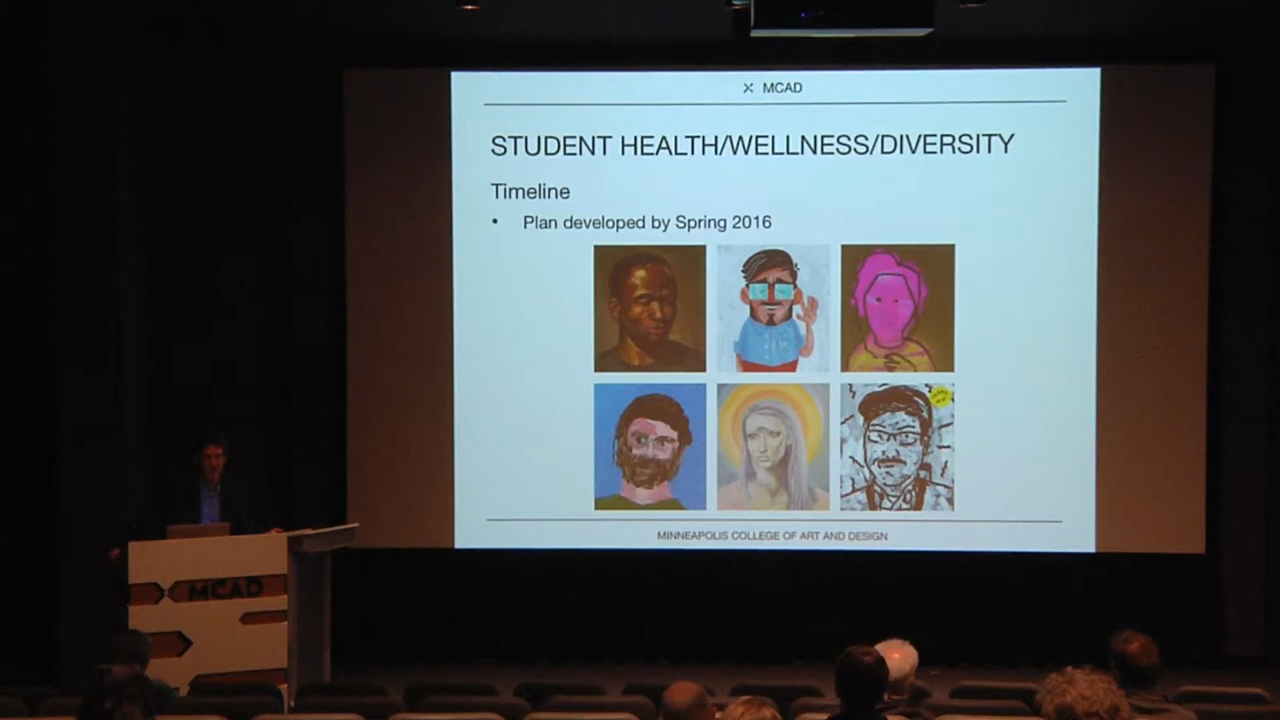 MCAD
STUDENT HEALTH/WELLNESS/DIVERSITY
Timeline
• Plan developed by Spring 2016
MINNEAPOLIS COLLEGE OF ART AND DESIGN
MCAD